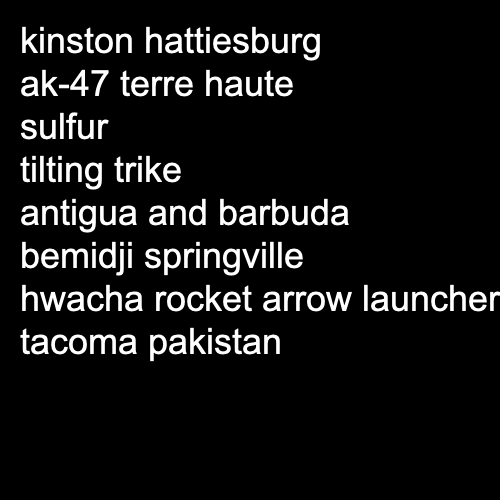 kinston hattiesburg
ak-47 terre haute
sulfur
tilting trike
antigua and barbuda
bemidji springville
hwacha rocket arrow launcher
tacoma pakistan